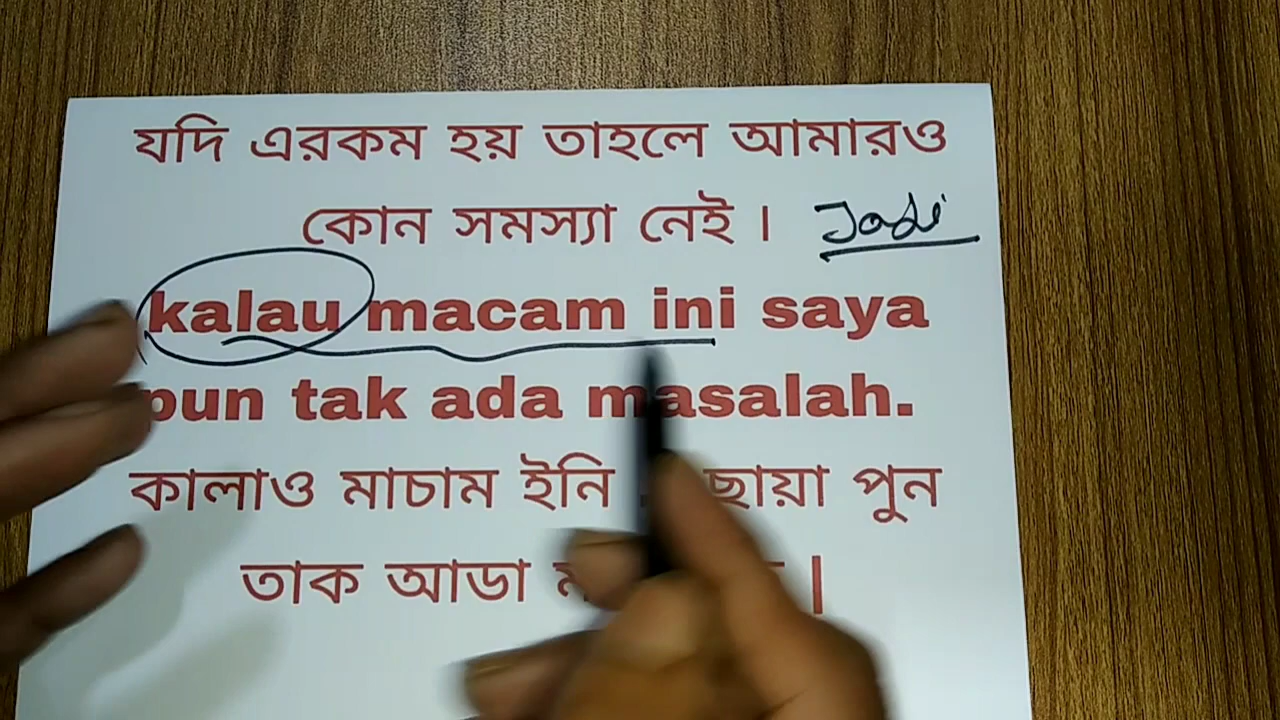 যদি এরকম হয় তাহলে আমারও
কোন সমস্যা নেই ।
Jodi
kalau macam ini saya
pun tak ada masalah.
কালাও মাচাম ইনি ছায়া পুন
তাক আডা